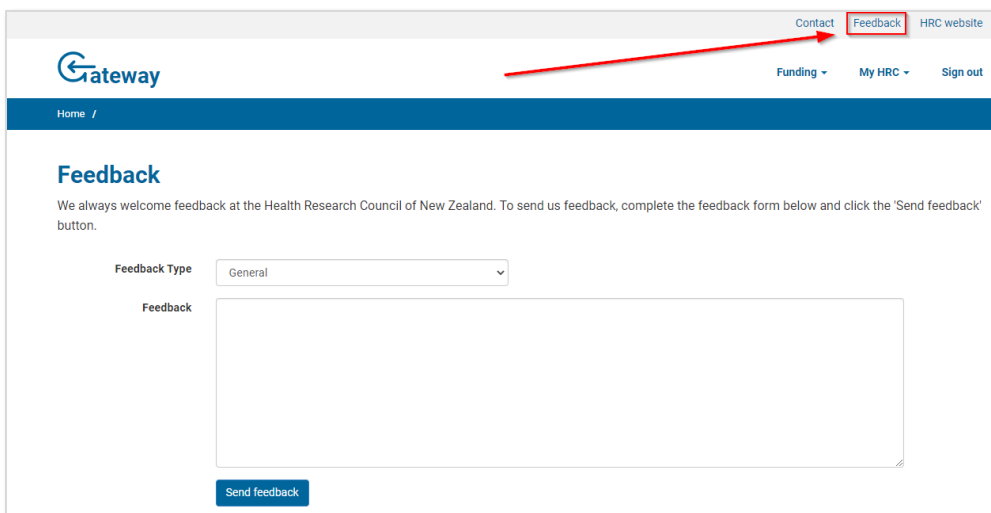 Contact Feedback HRC website
Gateway
Funding My HRC Sign out
Home /
Feedback
We always welcome feedback at the Health Research Council of New Zealand. To send us feedback, complete the feedback form below and click the 'Send feedback'
button.
Feedback Type General
Feedback
Send feedback